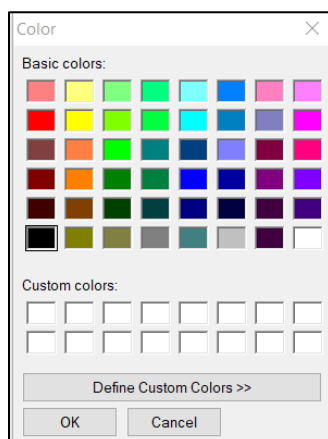 Color
Basic colors:
Custom colors:
Define Custom Colors >>
OK Cancel